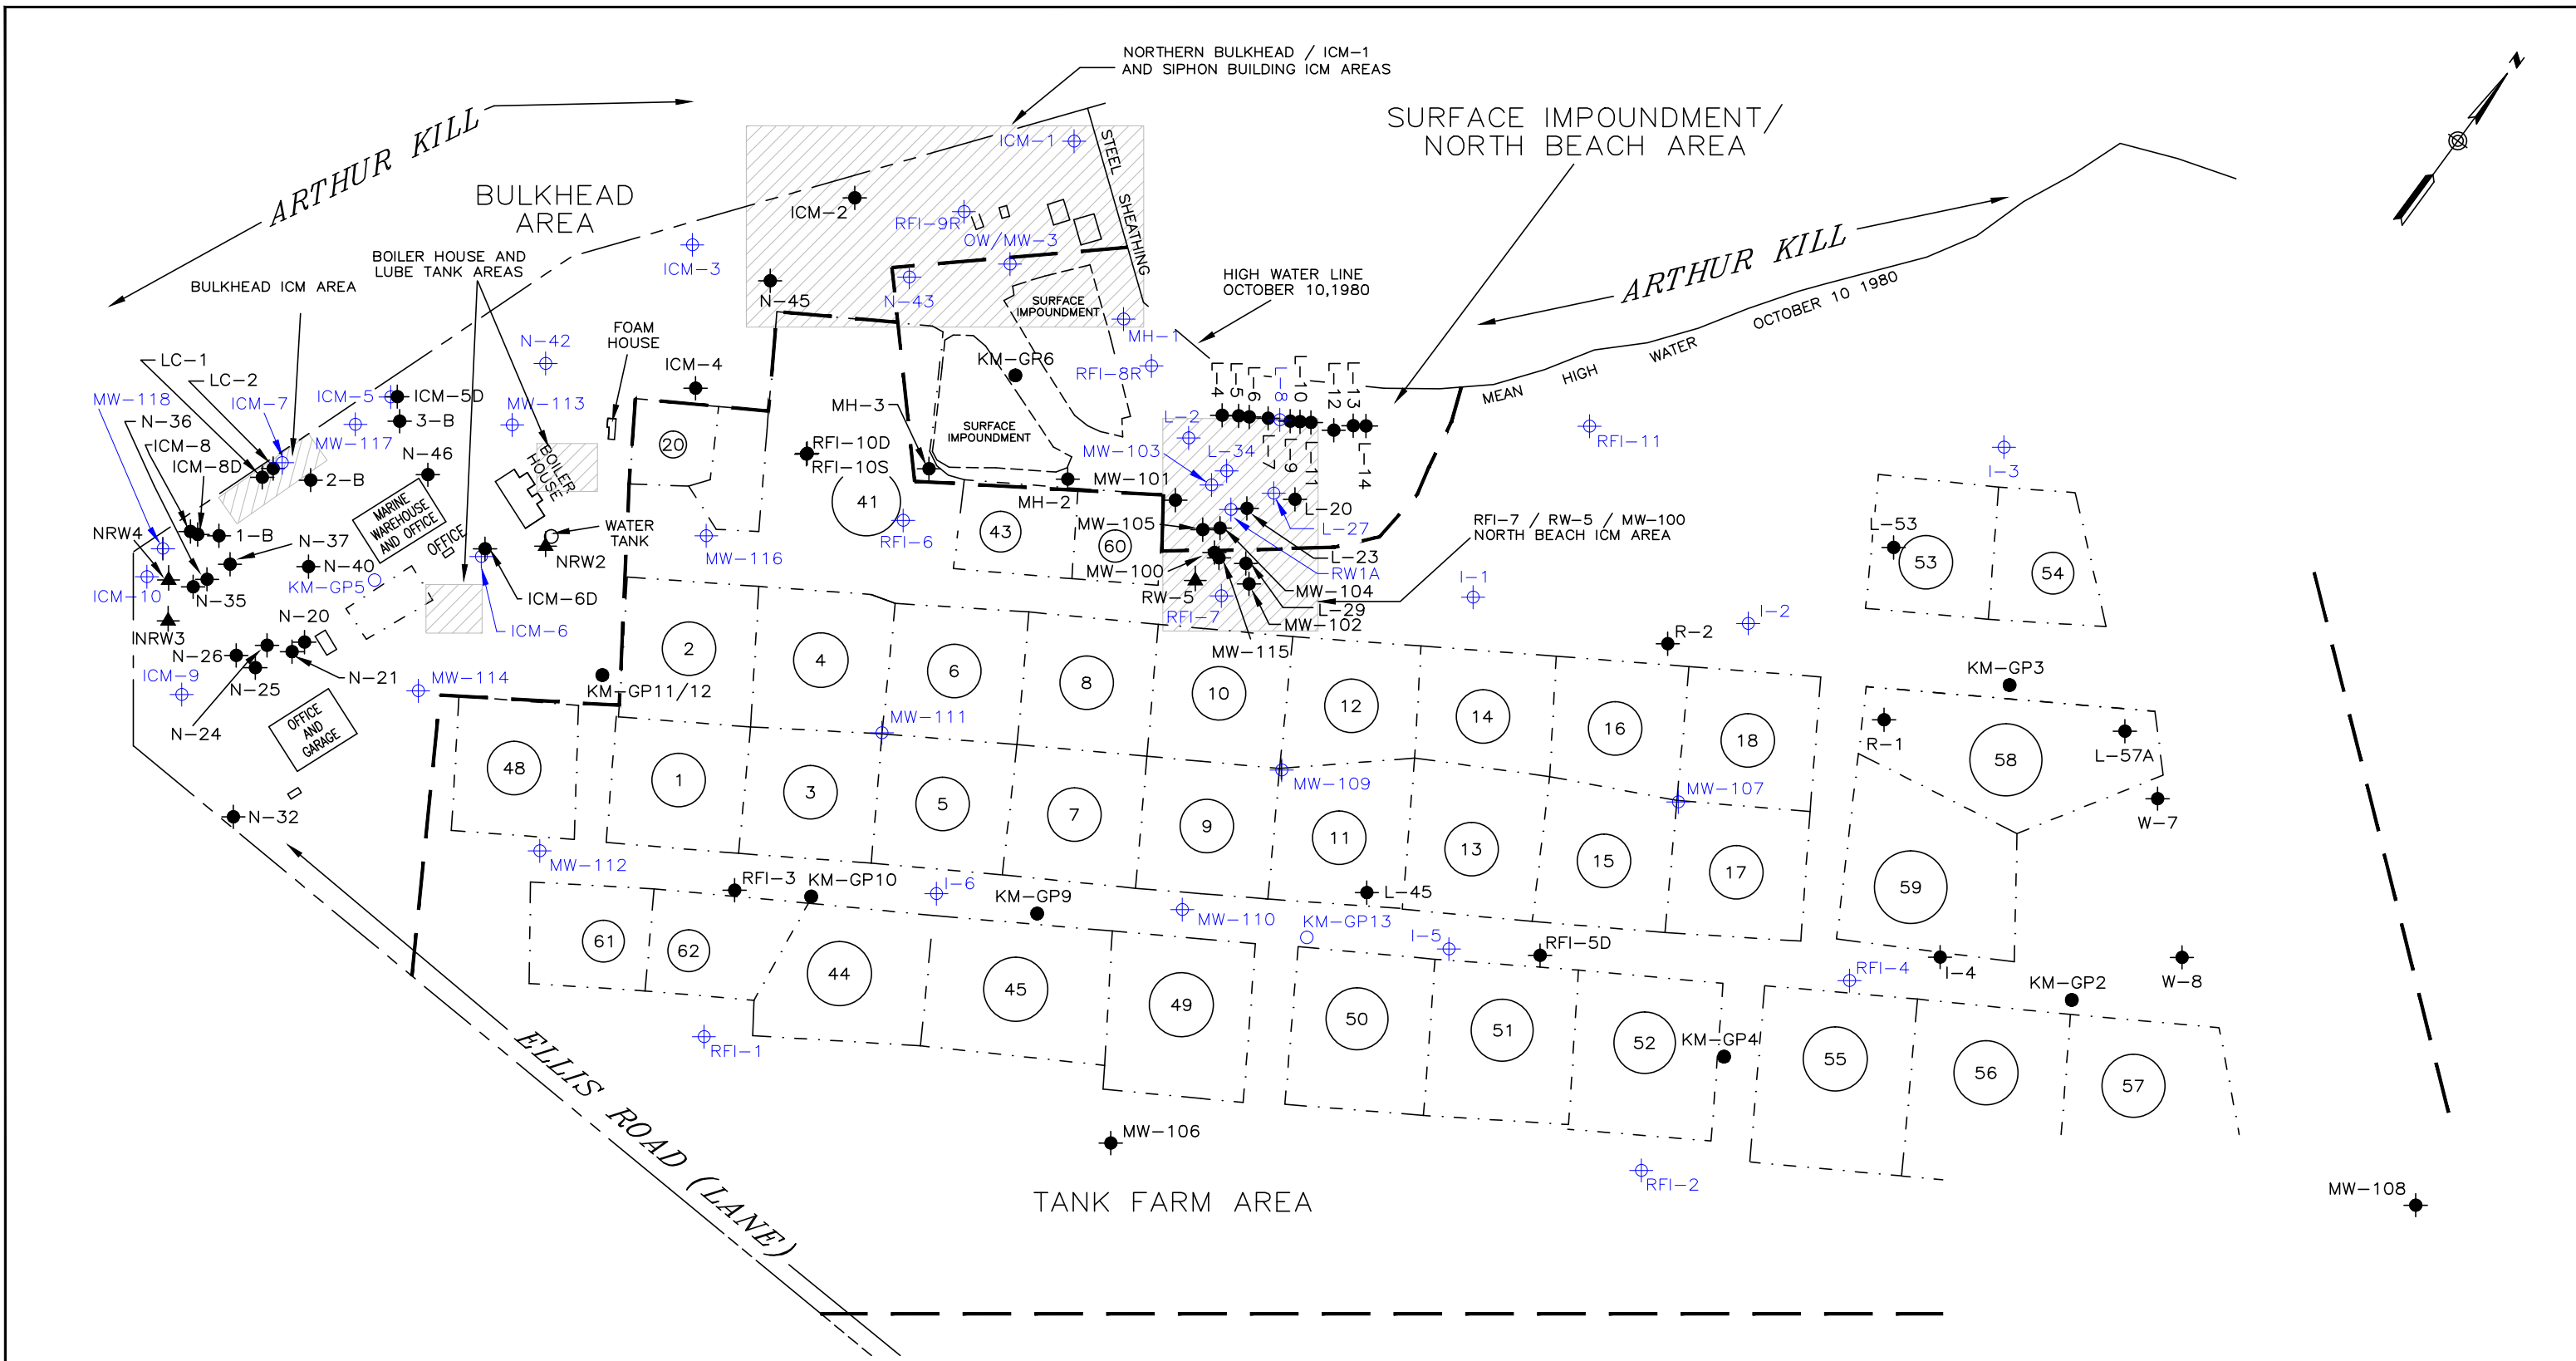 NORTHERN BULKHEAD / ICM-1
AND SIPHON BUILDING ICM AREAS
N
ARTHUR KILL
SURFACE IMPOUNDMENT/
NORTH BEACH AREA
BULKHEAD
AREA
ICM-1
STEEL SHEATHING
ICM-2
RFI-9R
OW/MW-3
ICM-3
BOILER HOUSE AND
LUBE TANK AREAS
BULKHEAD ICM AREA
N-45
N-43
SURFACE
IMPOUNDMENT
HIGH WATER LINE
OCTOBER 10,1980
ARTHUR KILL
MEAN HIGH WATER OCTOBER 10 1980
MH-1
FOAM
HOUSE
N-42
ICM-4
KM-GP6
RFI-8R
LC-1
LC-2
MW-118
ICM-7
ICM-5
ICM-5D
MW-113
N-36
3-B
MW-117
ICM-8
ICM-8D
N-46
2-B
BOILER
HOUSE
20
MH-3
RFI-10D
RFI-10S
41
SURFACE
IMPOUNDMENT
MH-2
L-2
L-4
L-5
L-6
L-8
L-10
L-12
L-13
L-7
L-9
L-11
L-14
MW-103
L-34
MW-101
L-20
L-27
RFI-11
I-3
MARINE
WAREHOUSE
AND OFFICE
OFFICE
WATER
TANK
NRW4
1-B
N-37
N-40
NRW2
MW-116
RFI-6
43
60
MW-105
L-23
RFI-7 / RW-5 / MW-100
NORTH BEACH ICM AREA
L-53
53
54
ICM-10
N-35
KM-GP5
ICM-6D
MW-100
RW1A
RW-5
MW-104
RFI-7
L-29
MW-102
MW-115
I-1
I-2
NRW3
N-20
ICM-6
N-26
ICM-9
N-25
N-21
N-24
MW-114
KM-GP11/12
R-2
KM-GP3
2
4
6
8
10
12
14
16
18
R-1
58
L-57A
OFFICE
AND
GARAGE
MW-111
MW-109
MW-107
48
1
3
5
7
9
11
13
15
17
W-7
N-32
MW-112
59
RFI-3
KM-GP10
I-6
KM-GP9
MW-110
KM-GP13
L-45
I-5
RFI-5D
RFI-4
I-4
KM-GP2
W-8
61
62
44
45
49
50
51
52
KM-GP4
55
56
57
RFI-1
ELLIS ROAD (LANE)
MW-106
RFI-2
TANK FARM AREA
MW-108